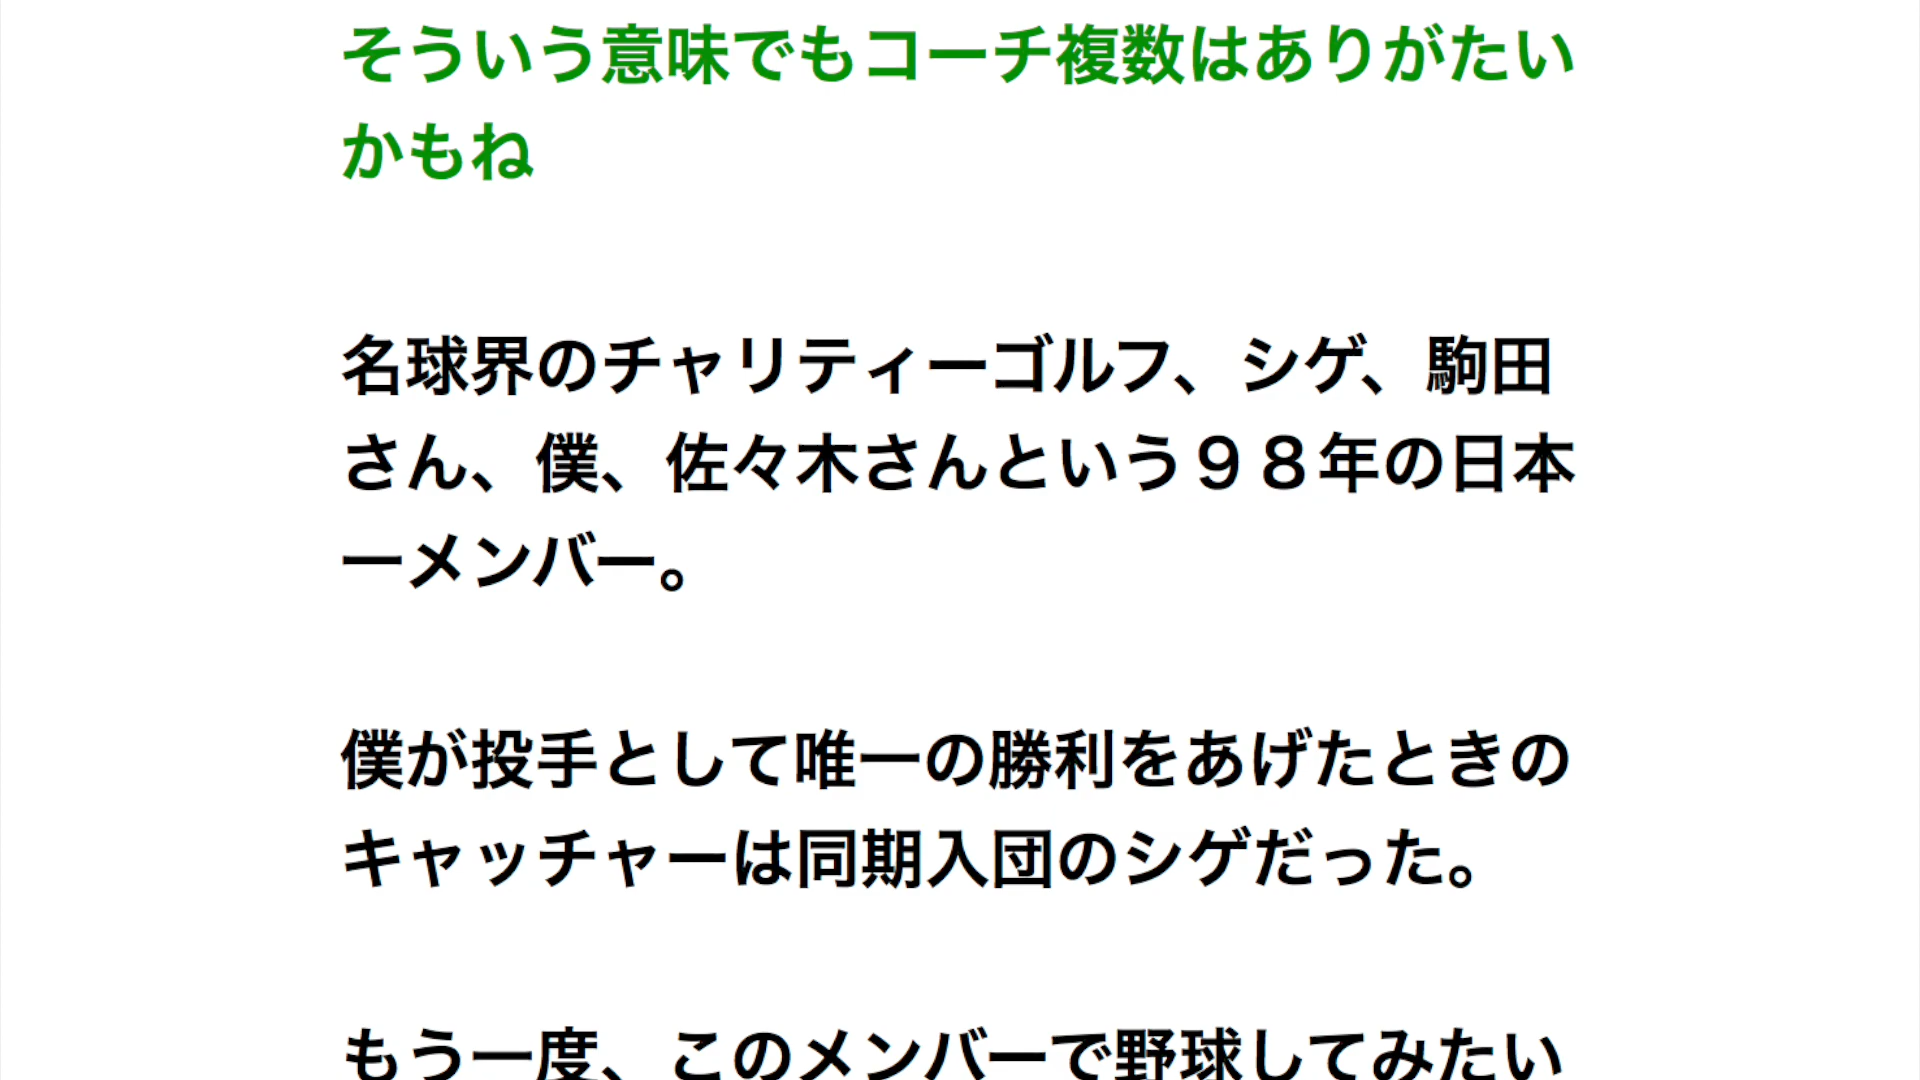 そういう意味でもコーチ複数はありがたい
かもね
名球界のチャリティーゴルフ、シゲ、駒田
さん、僕、佐々木さんという９８年の日本
一メンバー。
僕が投手として唯一の勝利をあげたときの
キャッチャーは同期入団のシゲだった。
もう一度、このメンバーで野球してみたい